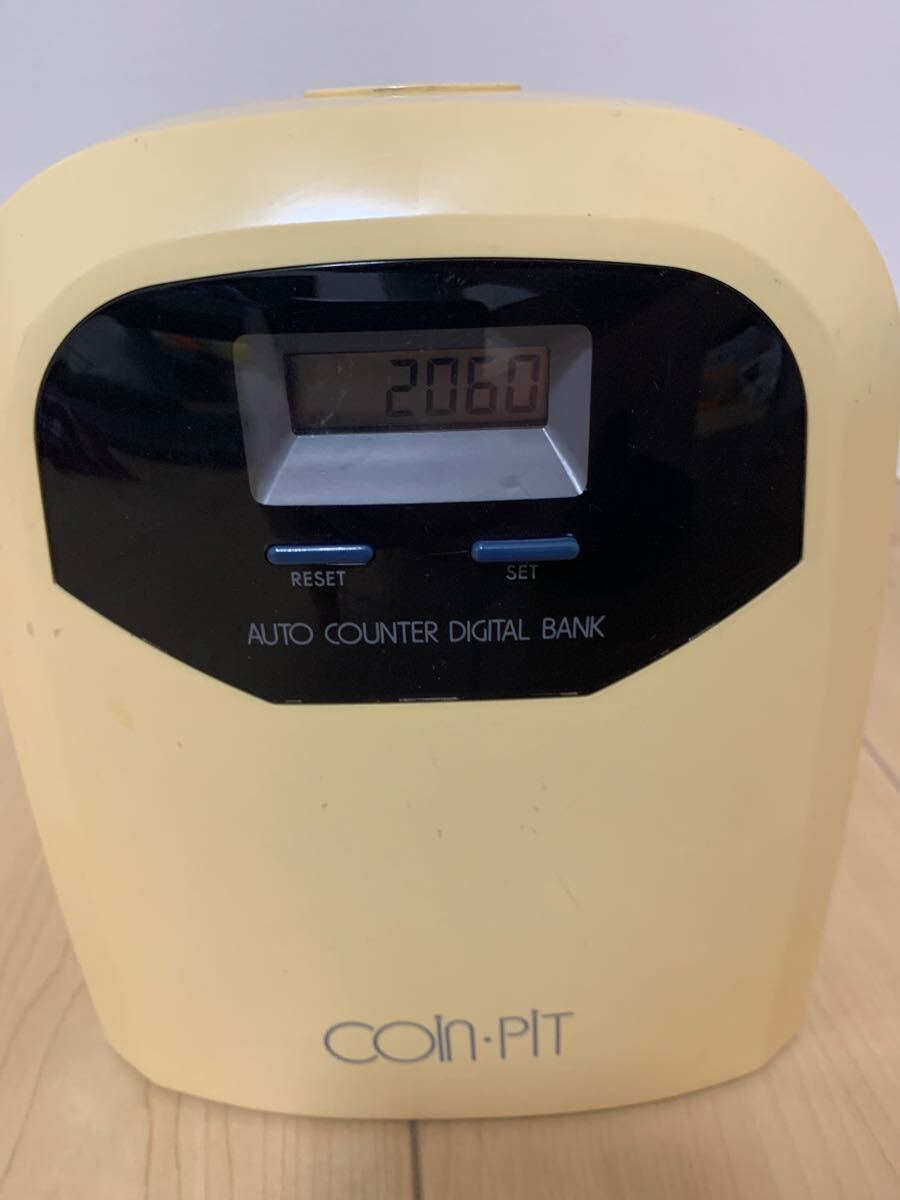 2060
RESET SET
AUTO COUNTER DIGITAL BANK
COIN·PIT